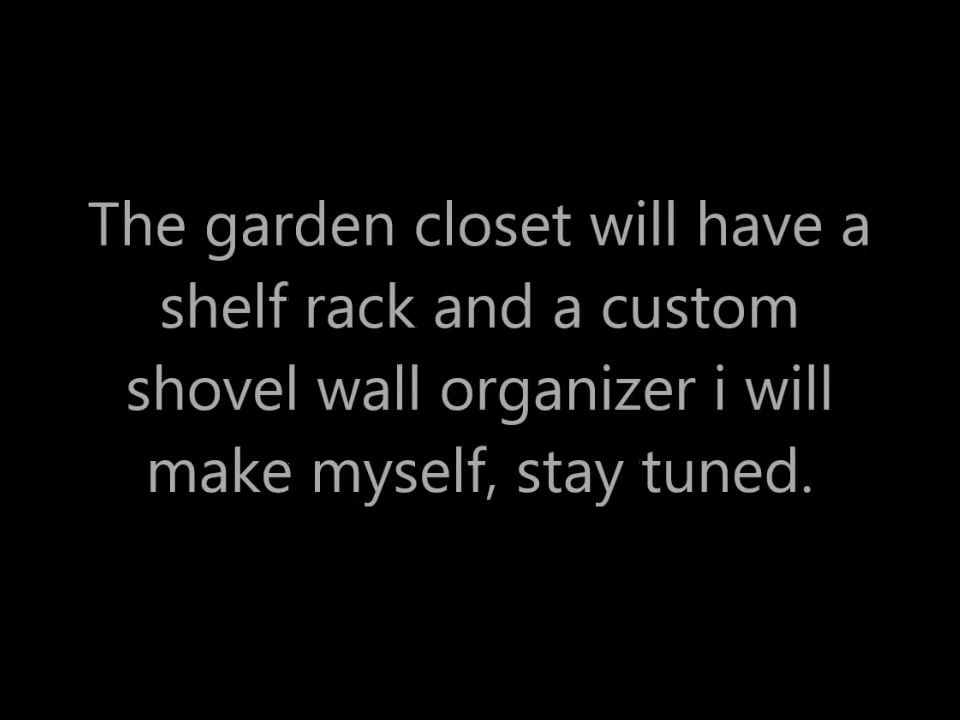 The garden closet will have a
shelf rack and a custom
shovel wall organizer i will
make myself, stay tuned.